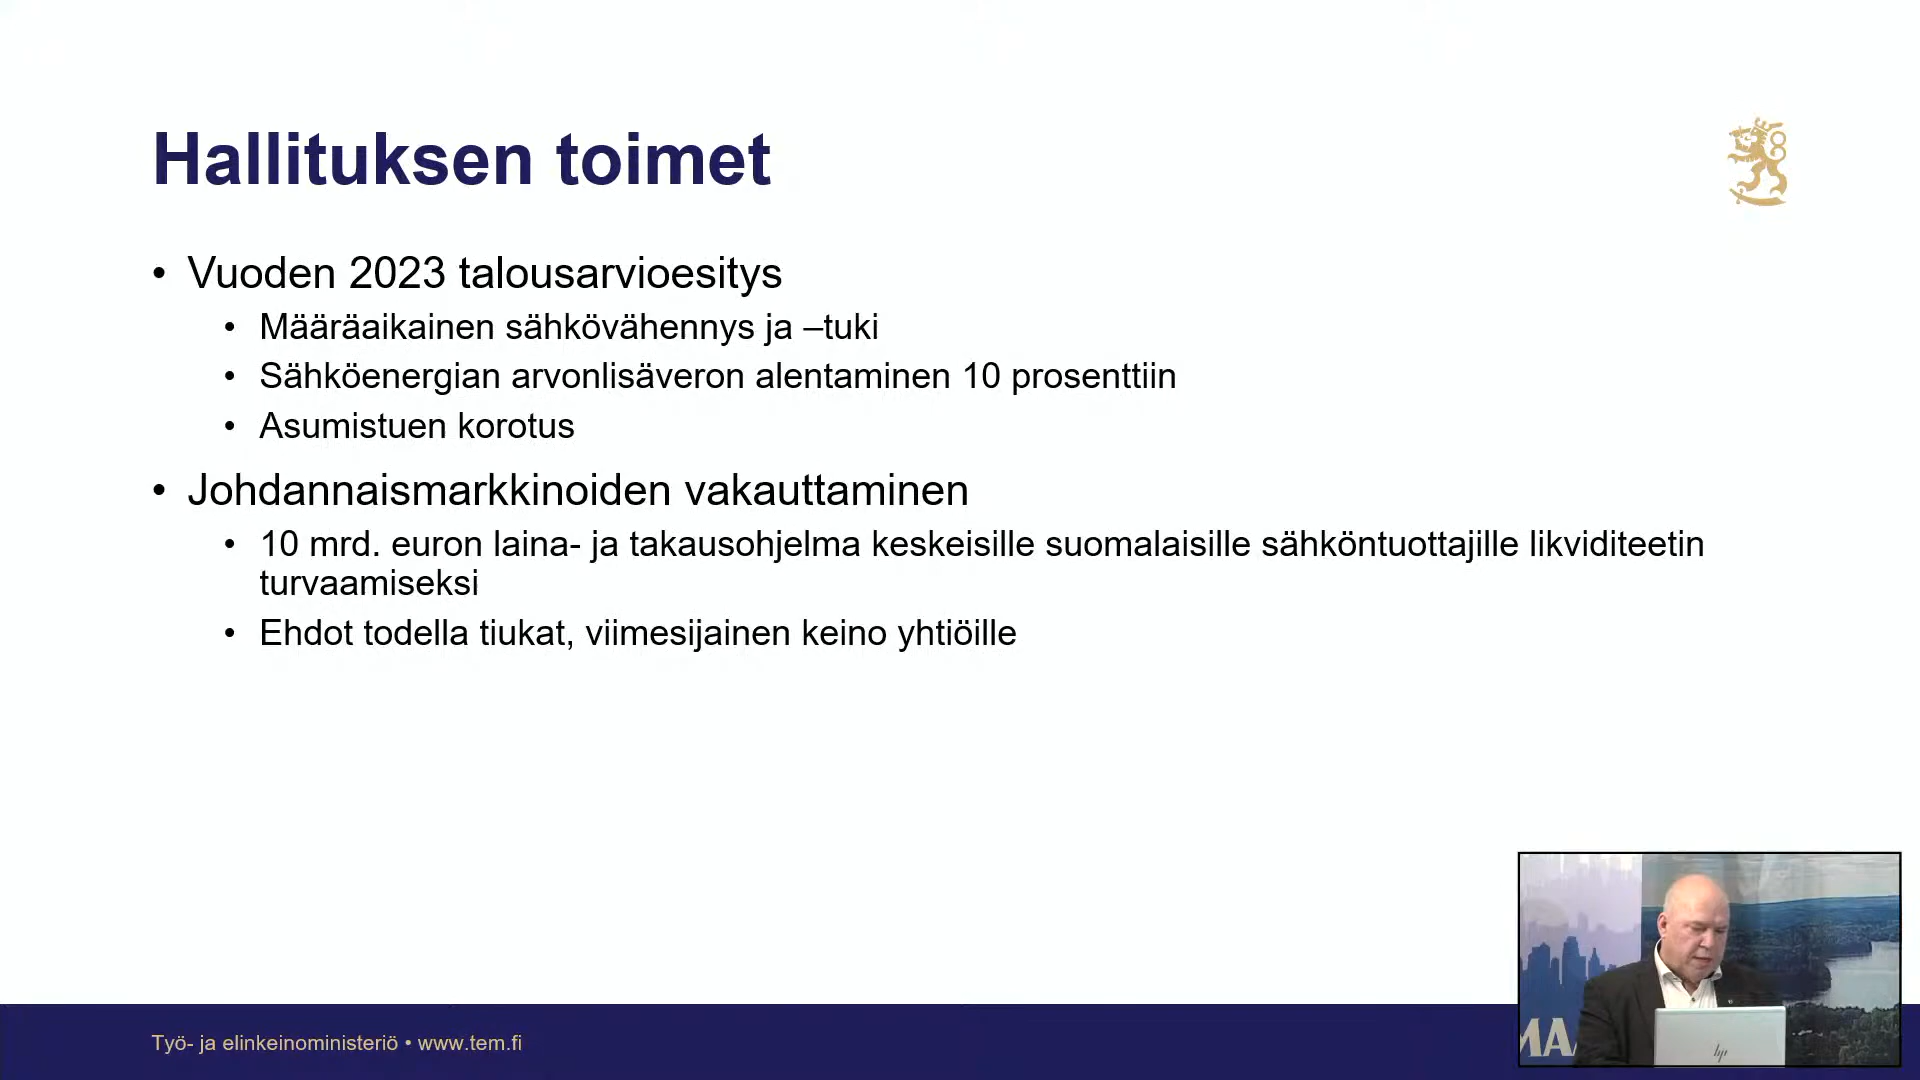 Hallituksen toimet
• Vuoden 2023 talousarvioesitys
• Määräaikainen sähkövähennys ja –tuki
• Sähköenergian arvonlisäveron alentaminen 10 prosenttiin
• Asumistuen korotus
• Johdannaismarkkinoiden vakauttaminen
• 10 mrd. euron laina- ja takausohjelma keskeisille suomalaisille sähköntuottajille likviditeetin
turvaamiseksi
• Ehdot todella tiukat, viimesijainen keino yhtiöille
Työ- ja elinkeinoministeriö • www.tem.fi
hp